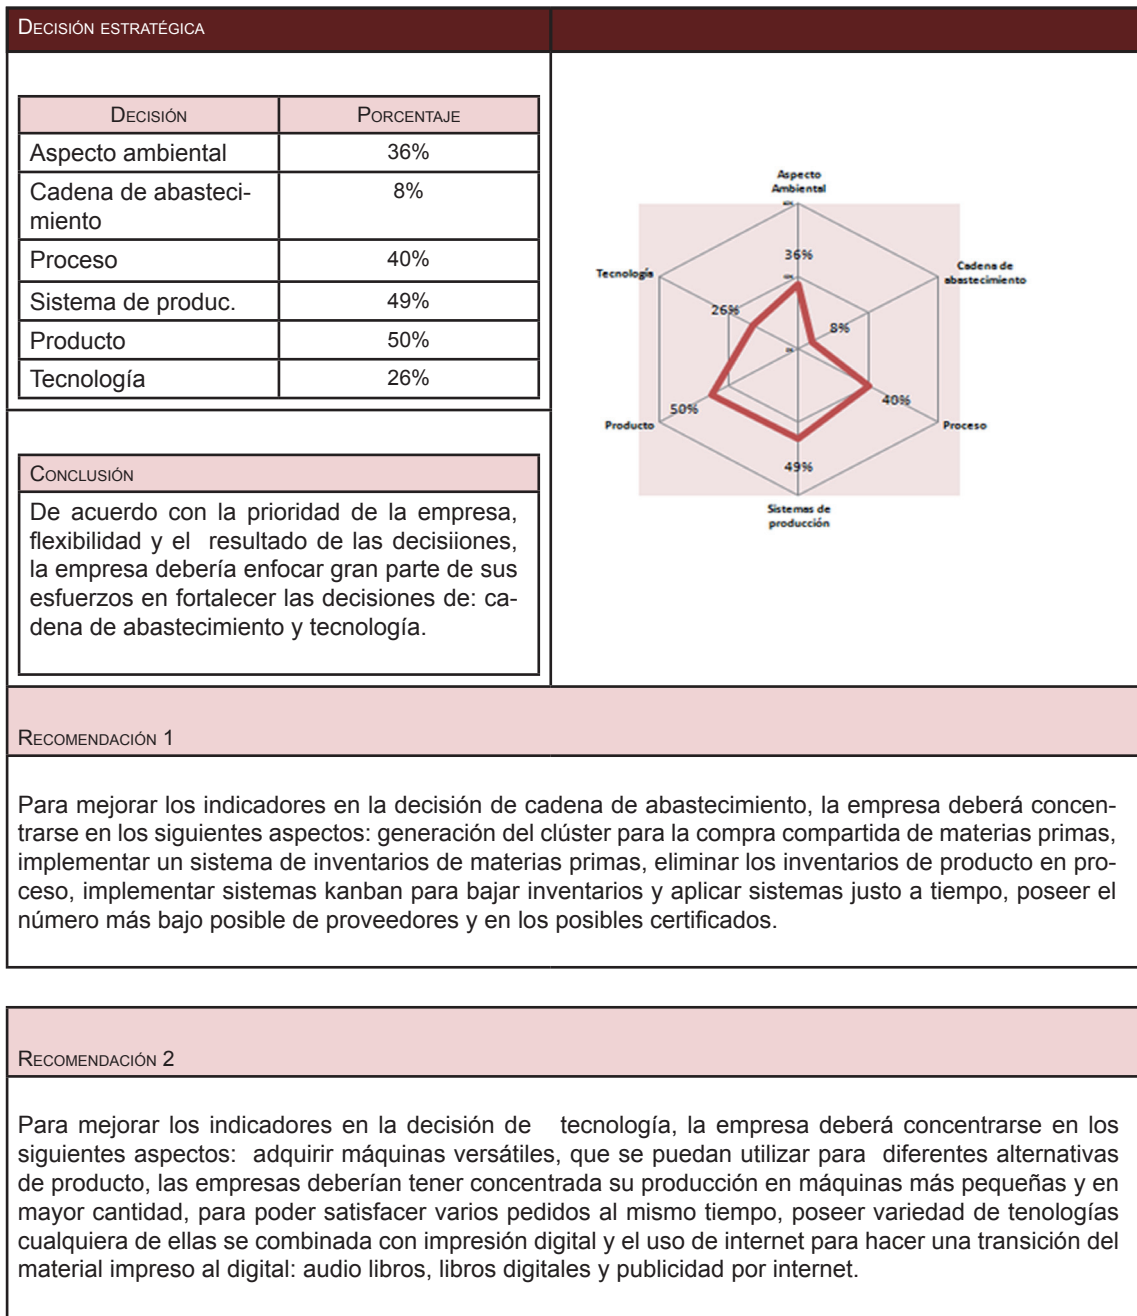 Decisión estratégica
Decisión Porcentaje
Aspecto ambiental 36%
Cadena de abasteci- 8%
miento
Proceso 40%
Sistema de produc. 49%
Producto 50%
Tecnología 26%
Conclusión
De acuerdo con la prioridad de la empresa,
flexibilidad y el resultado de las decisiiones,
la empresa debería enfocar gran parte de sus
esfuerzos en fortalecer las decisiones de: ca-
dena de abastecimiento y tecnología.
Aspecto
Ambiental
36%
Cadena de
abastecimiento
8%
40%
Proceso
49%
Sistemas de
producción
50%
Producto
26%
Tecnología
Recomendación 1
Para mejorar los indicadores en la decisión de cadena de abastecimiento, la empresa deberá concen-
trarse en los siguientes aspectos: generación del clúster para la compra compartida de materias primas,
implementar un sistema de inventarios de materias primas, eliminar los inventarios de producto en pro-
ceso, implementar sistemas kanban para bajar inventarios y aplicar sistemas justo a tiempo, poseer el
número más bajo posible de proveedores y en los posibles certificados.
Recomendación 2
Para mejorar los indicadores en la decisión de tecnología, la empresa deberá concentrarse en los
siguientes aspectos: adquirir máquinas versátiles, que se puedan utilizar para diferentes alternativas
de producto, las empresas deberían tener concentrada su producción en máquinas más pequeñas y en
mayor cantidad, para poder satisfacer varios pedidos al mismo tiempo, poseer variedad de tenologías
cualquiera de ellas se combinada con impresión digital y el uso de internet para hacer una transición del
material impreso al digital: audio libros, libros digitales y publicidad por internet.